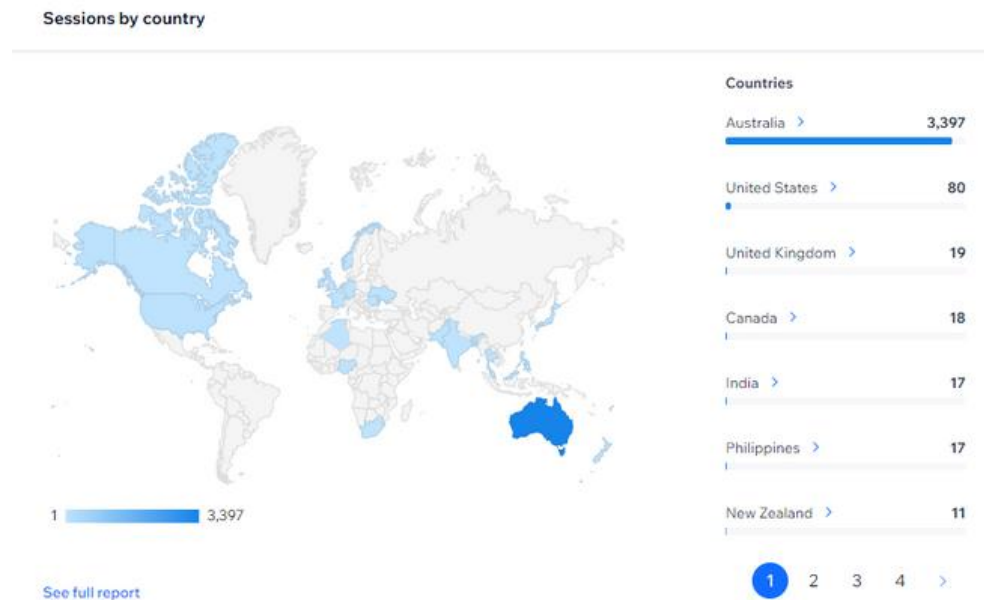 Sessions by country
Countries
Australia > 3,397
United States > 80
United Kingdom > 19
Canada > 18
India > 17
Philippines > 17
New Zealand > 11
1 3,397
See full report
1 2 3 4 >